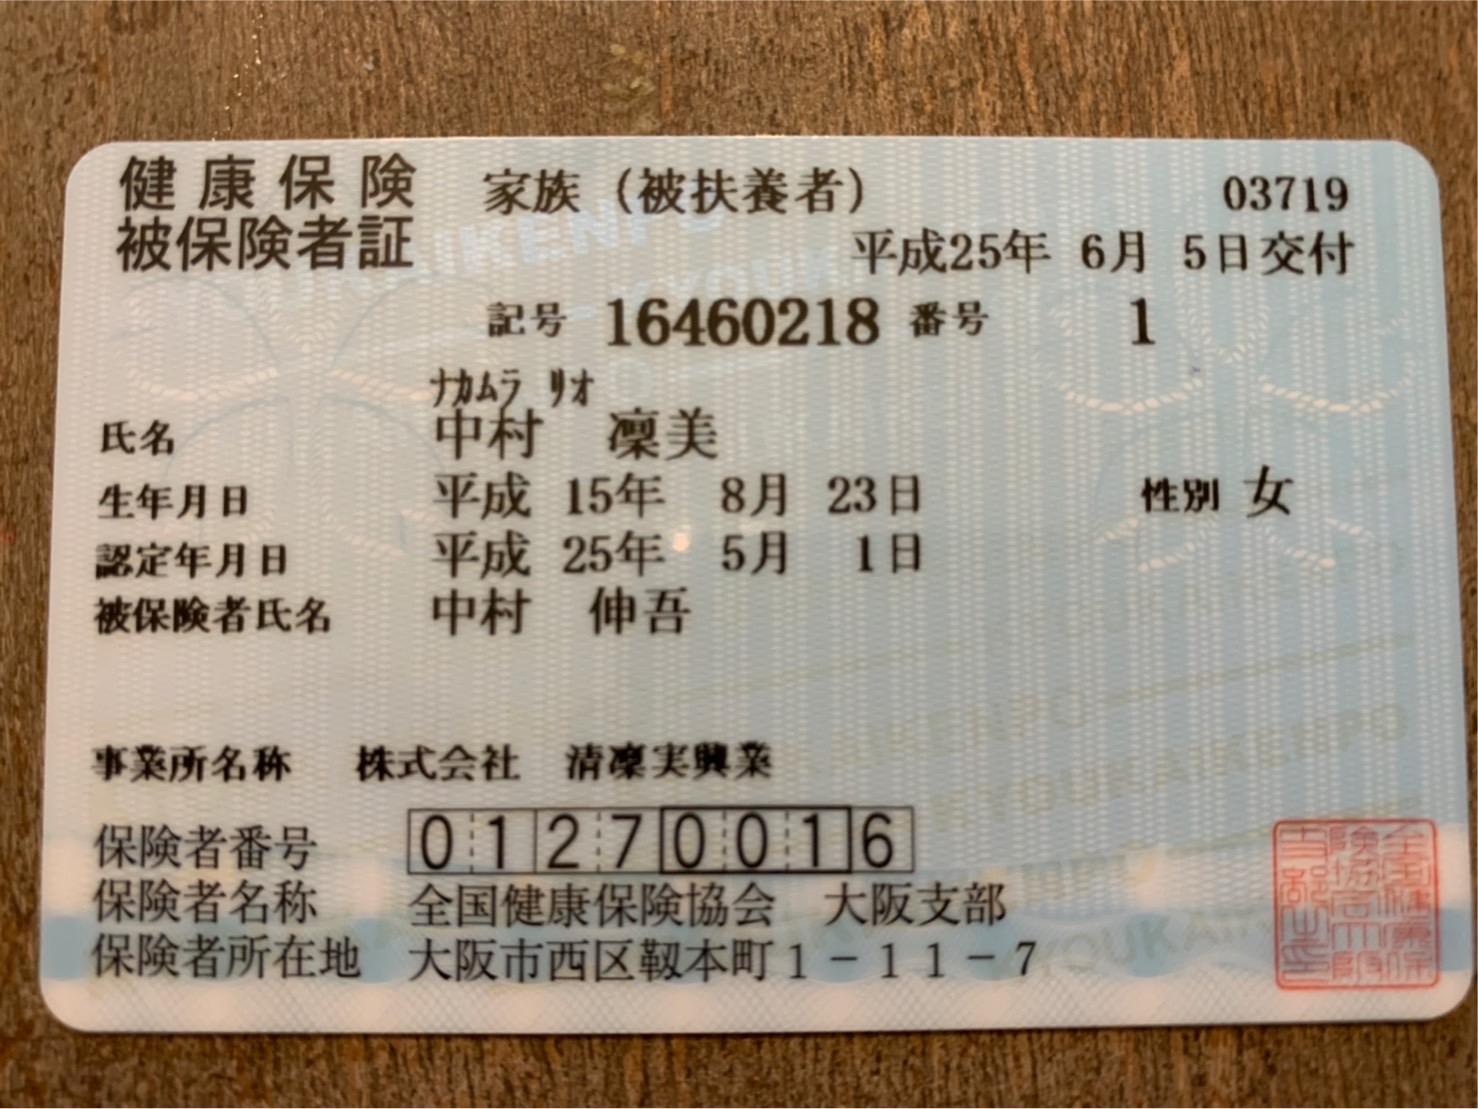 健康保険 家族（被扶養者） 03719
被保険者証 平成25年 6月 5日交付
記号 16460218 番号 1
ﾅｶﾑﾗ ﾘｵ
氏名 中村 凜美
生年月日 平成 15年 8月 23日 性別 女
認定年月日 平成 25年 5月 1日
被保険者氏名 中村 伸吾
事業所名称 株式会社 清凜実興業
保険者番号 01270016
保険者名称 全国健康保険協会 大阪支部
保険者所在地 大阪市西区靱本町1－11－7